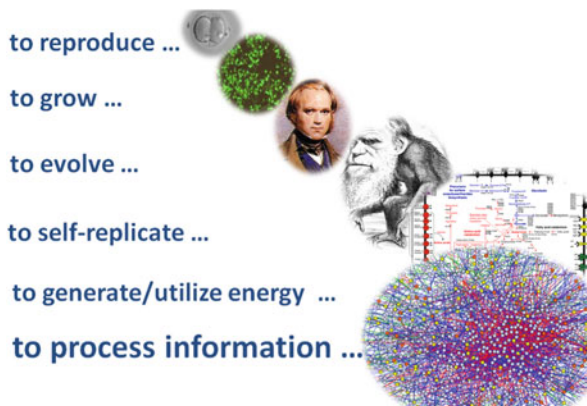 to reproduce ...
to grow ...
to evolve ...
to self-replicate ...
to generate/utilize energy ...
to process information ...